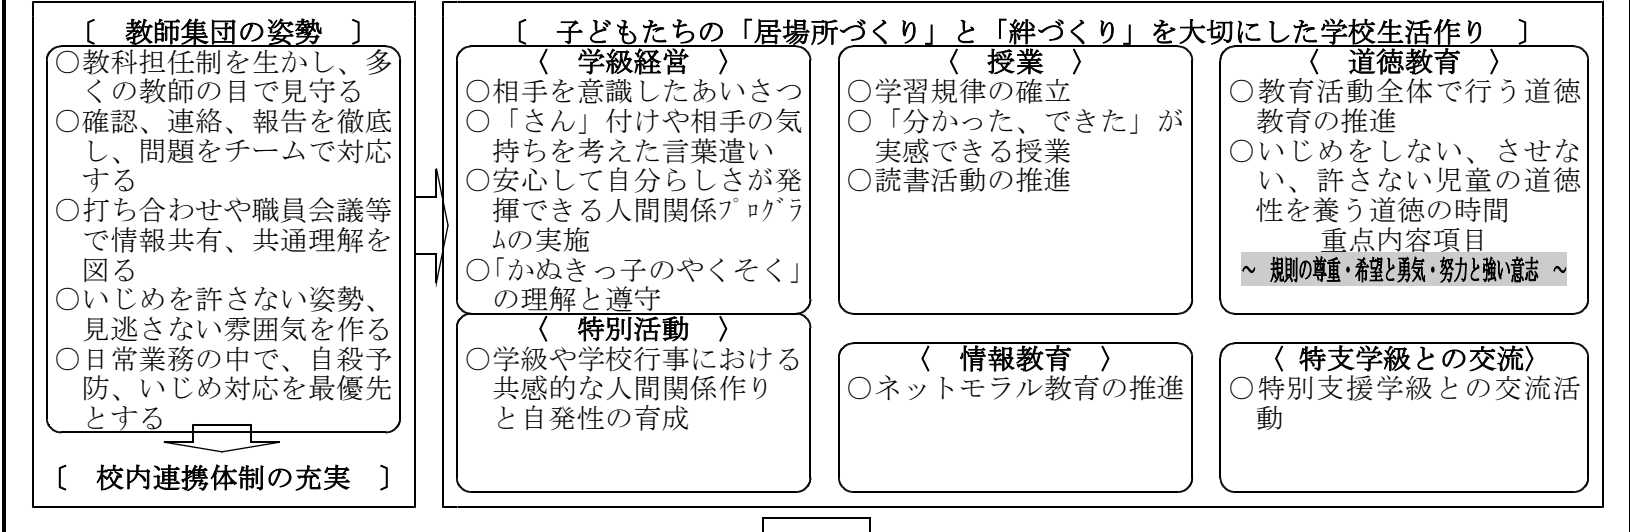 〔 教師集団の姿勢 〕
○教科担任制を生かし、多
くの教師の目で見守る
○確認、連絡、報告を徹底
し、問題をチームで対応
する
○打ち合わせや職員会議等
で情報共有、共通理解を
図る
○いじめを許さない姿勢、
見逃さない雰囲気を作る
○日常業務の中で、自殺予
防、いじめ対応を最優先
とする
〔 校内連携体制の充実 〕
〔 子どもたちの「居場所づくり」と「絆づくり」を大切にした学校生活作り 〕
〈 学級経営 〉
○相手を意識したあいさつ
○「さん」付けや相手の気
持ちを考えた言葉遣い
○安心して自分らしさが発
揮できる人間関係ﾌﾟﾛｸﾞﾗ
ﾑの実施
○「かぬきっ子のやくそく」
の理解と遵守
〈 授業 〉
○学習規律の確立
○「分かった、できた」が
実感できる授業
○読書活動の推進
〈 道徳教育 〉
○教育活動全体で行う道徳
教育の推進
○いじめをしない、させな
い、許さない児童の道徳
性を養う道徳の時間
重点内容項目
～ 規則の尊重・希望と勇気・努力と強い意志 ～
〈 特別活動 〉
○学級や学校行事における
共感的な人間関係作り
と自発性の育成
〈 情報教育 〉
○ネットモラル教育の推進
〈 特支学級との交流〉
○特別支援学級との交流活
動